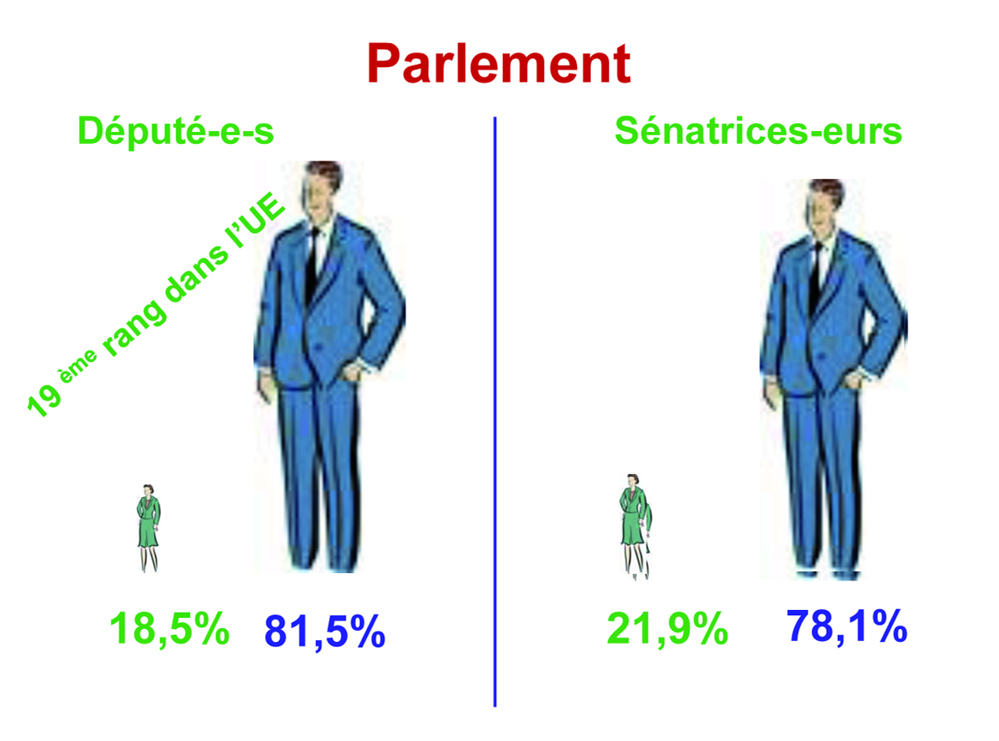 Parlement
Député-e-s
19 ème rang dans l’UE
18,5%
81,5%
Sénatrices-eurs
21,9%
78,1%